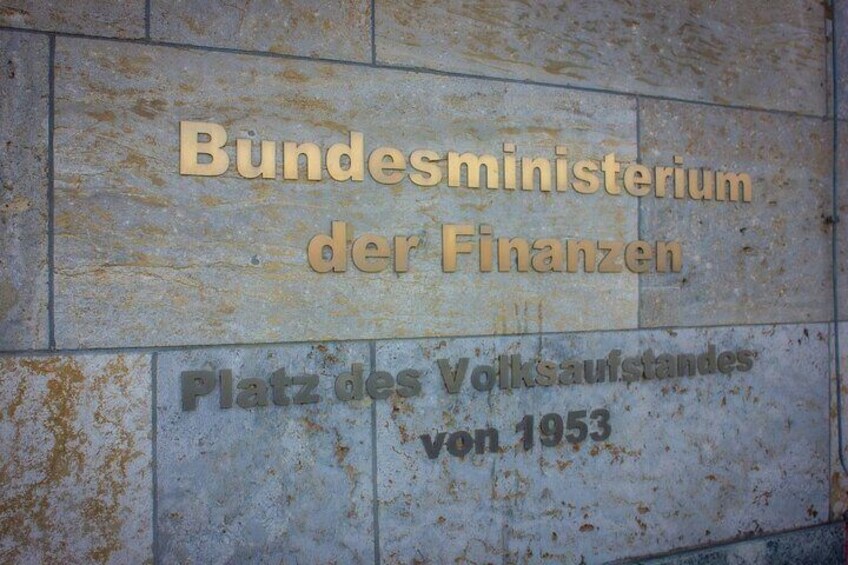 Bundesministerium
der Finanzen
Platz des Volksaufstandes
von 1953